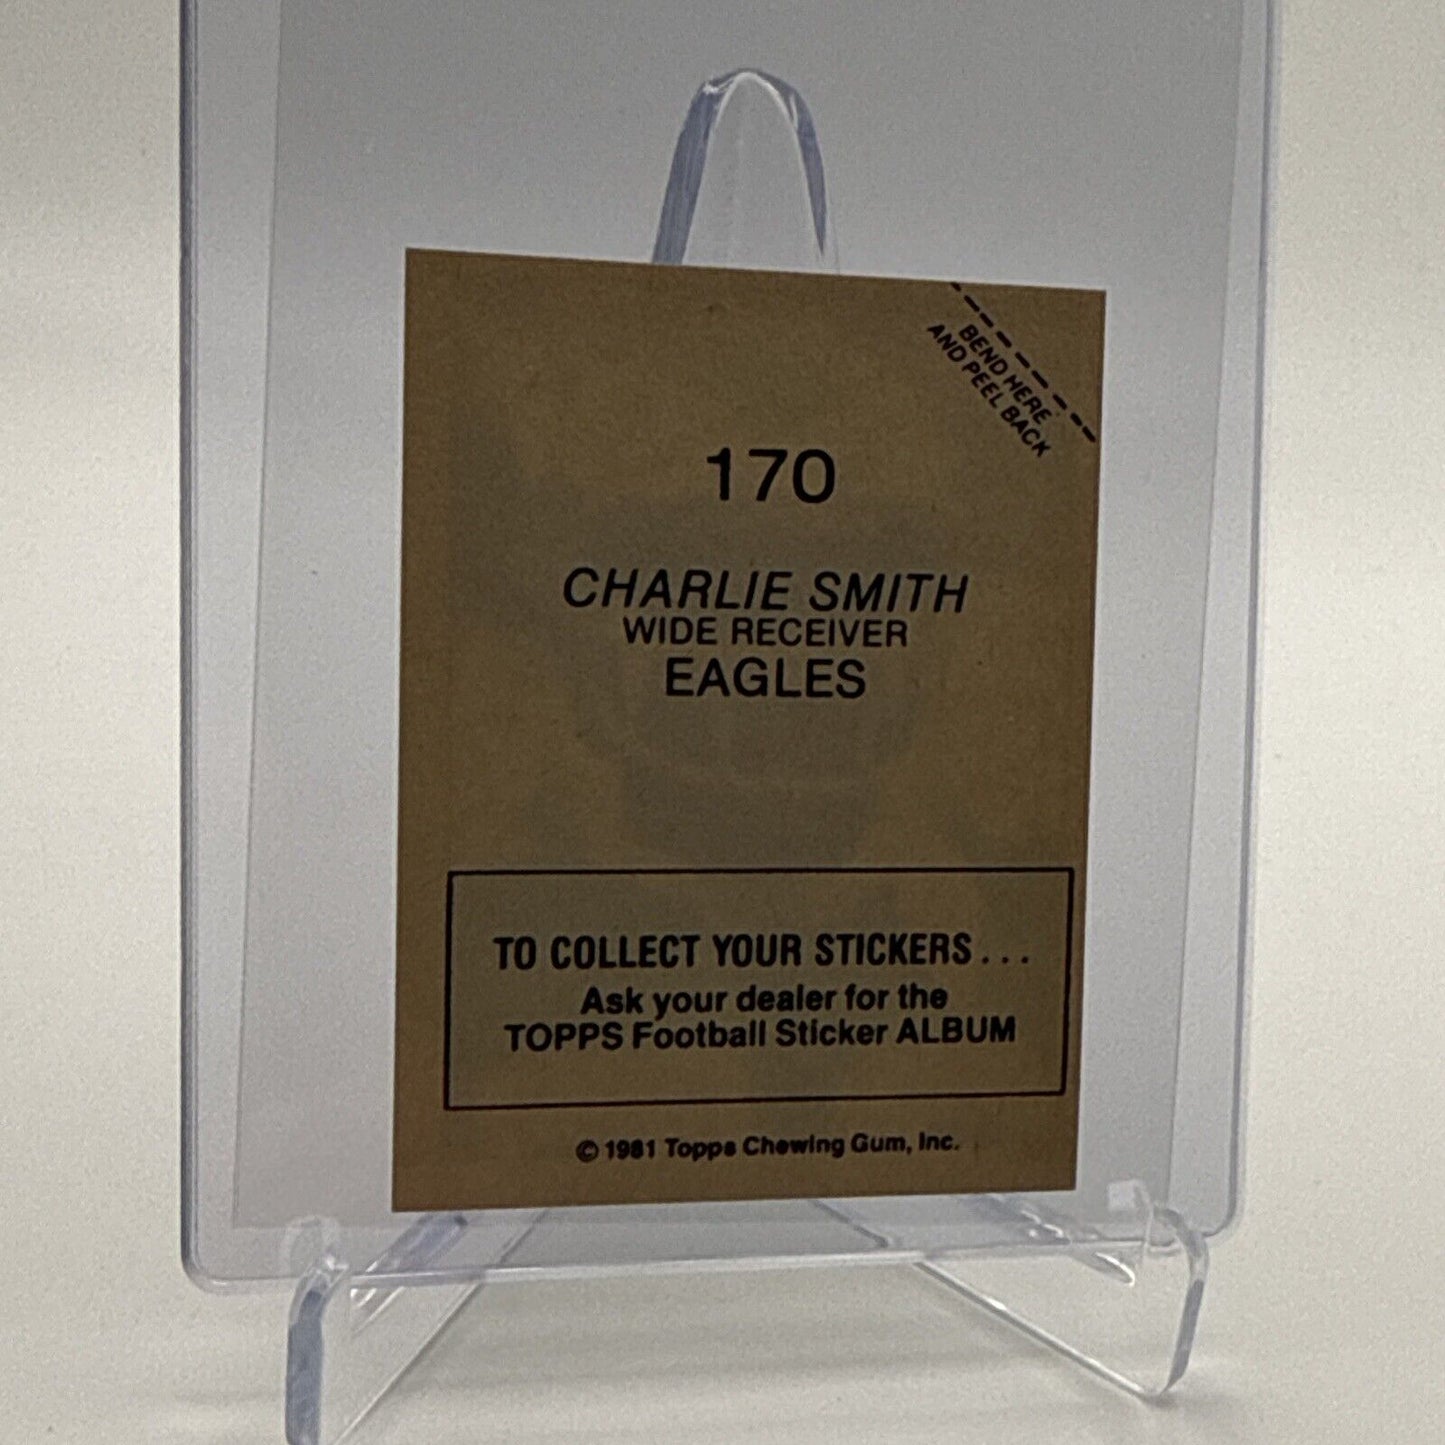 BEND HERE
AND PEEL BACK
170
CHARLIE SMITH
WIDE RECEIVER
EAGLES
TO COLLECT YOUR STICKERS...
Ask your dealer for the
TOPPS Football Sticker ALBUM
© 1981 Topps Chewing Gum, Inc.